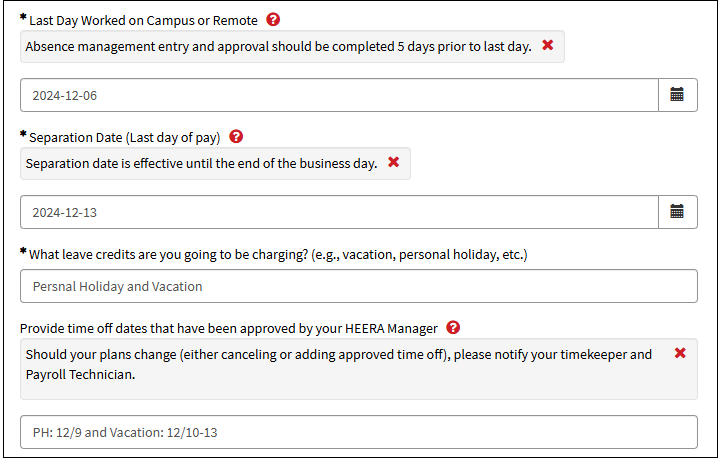 * Last Day Worked on Campus or Remote ?
Absence management entry and approval should be completed 5 days prior to last day. ✖
2024-12-06
* Separation Date (Last day of pay) ?
Separation date is effective until the end of the business day. ✖
2024-12-13
* What leave credits are you going to be charging? (e.g., vacation, personal holiday, etc.)
Persnal Holiday and Vacation
Provide time off dates that have been approved by your HEERA Manager ?
Should your plans change (either canceling or adding approved time off), please notify your timekeeper and ✖
Payroll Technician.
PH: 12/9 and Vacation: 12/10-13